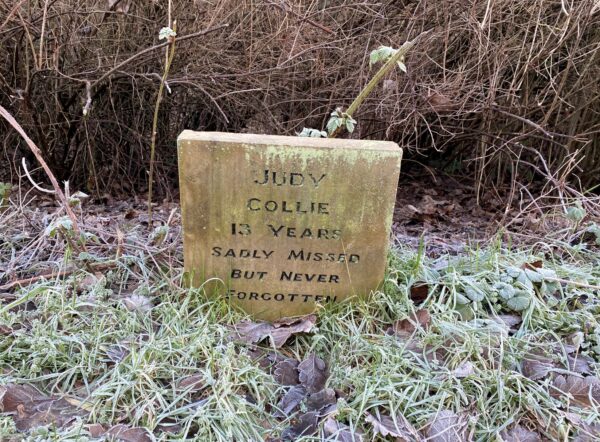 JUDY
COLLIE
13 YEARS
SADLY MISSED
BUT NEVER
FORGOTTEN